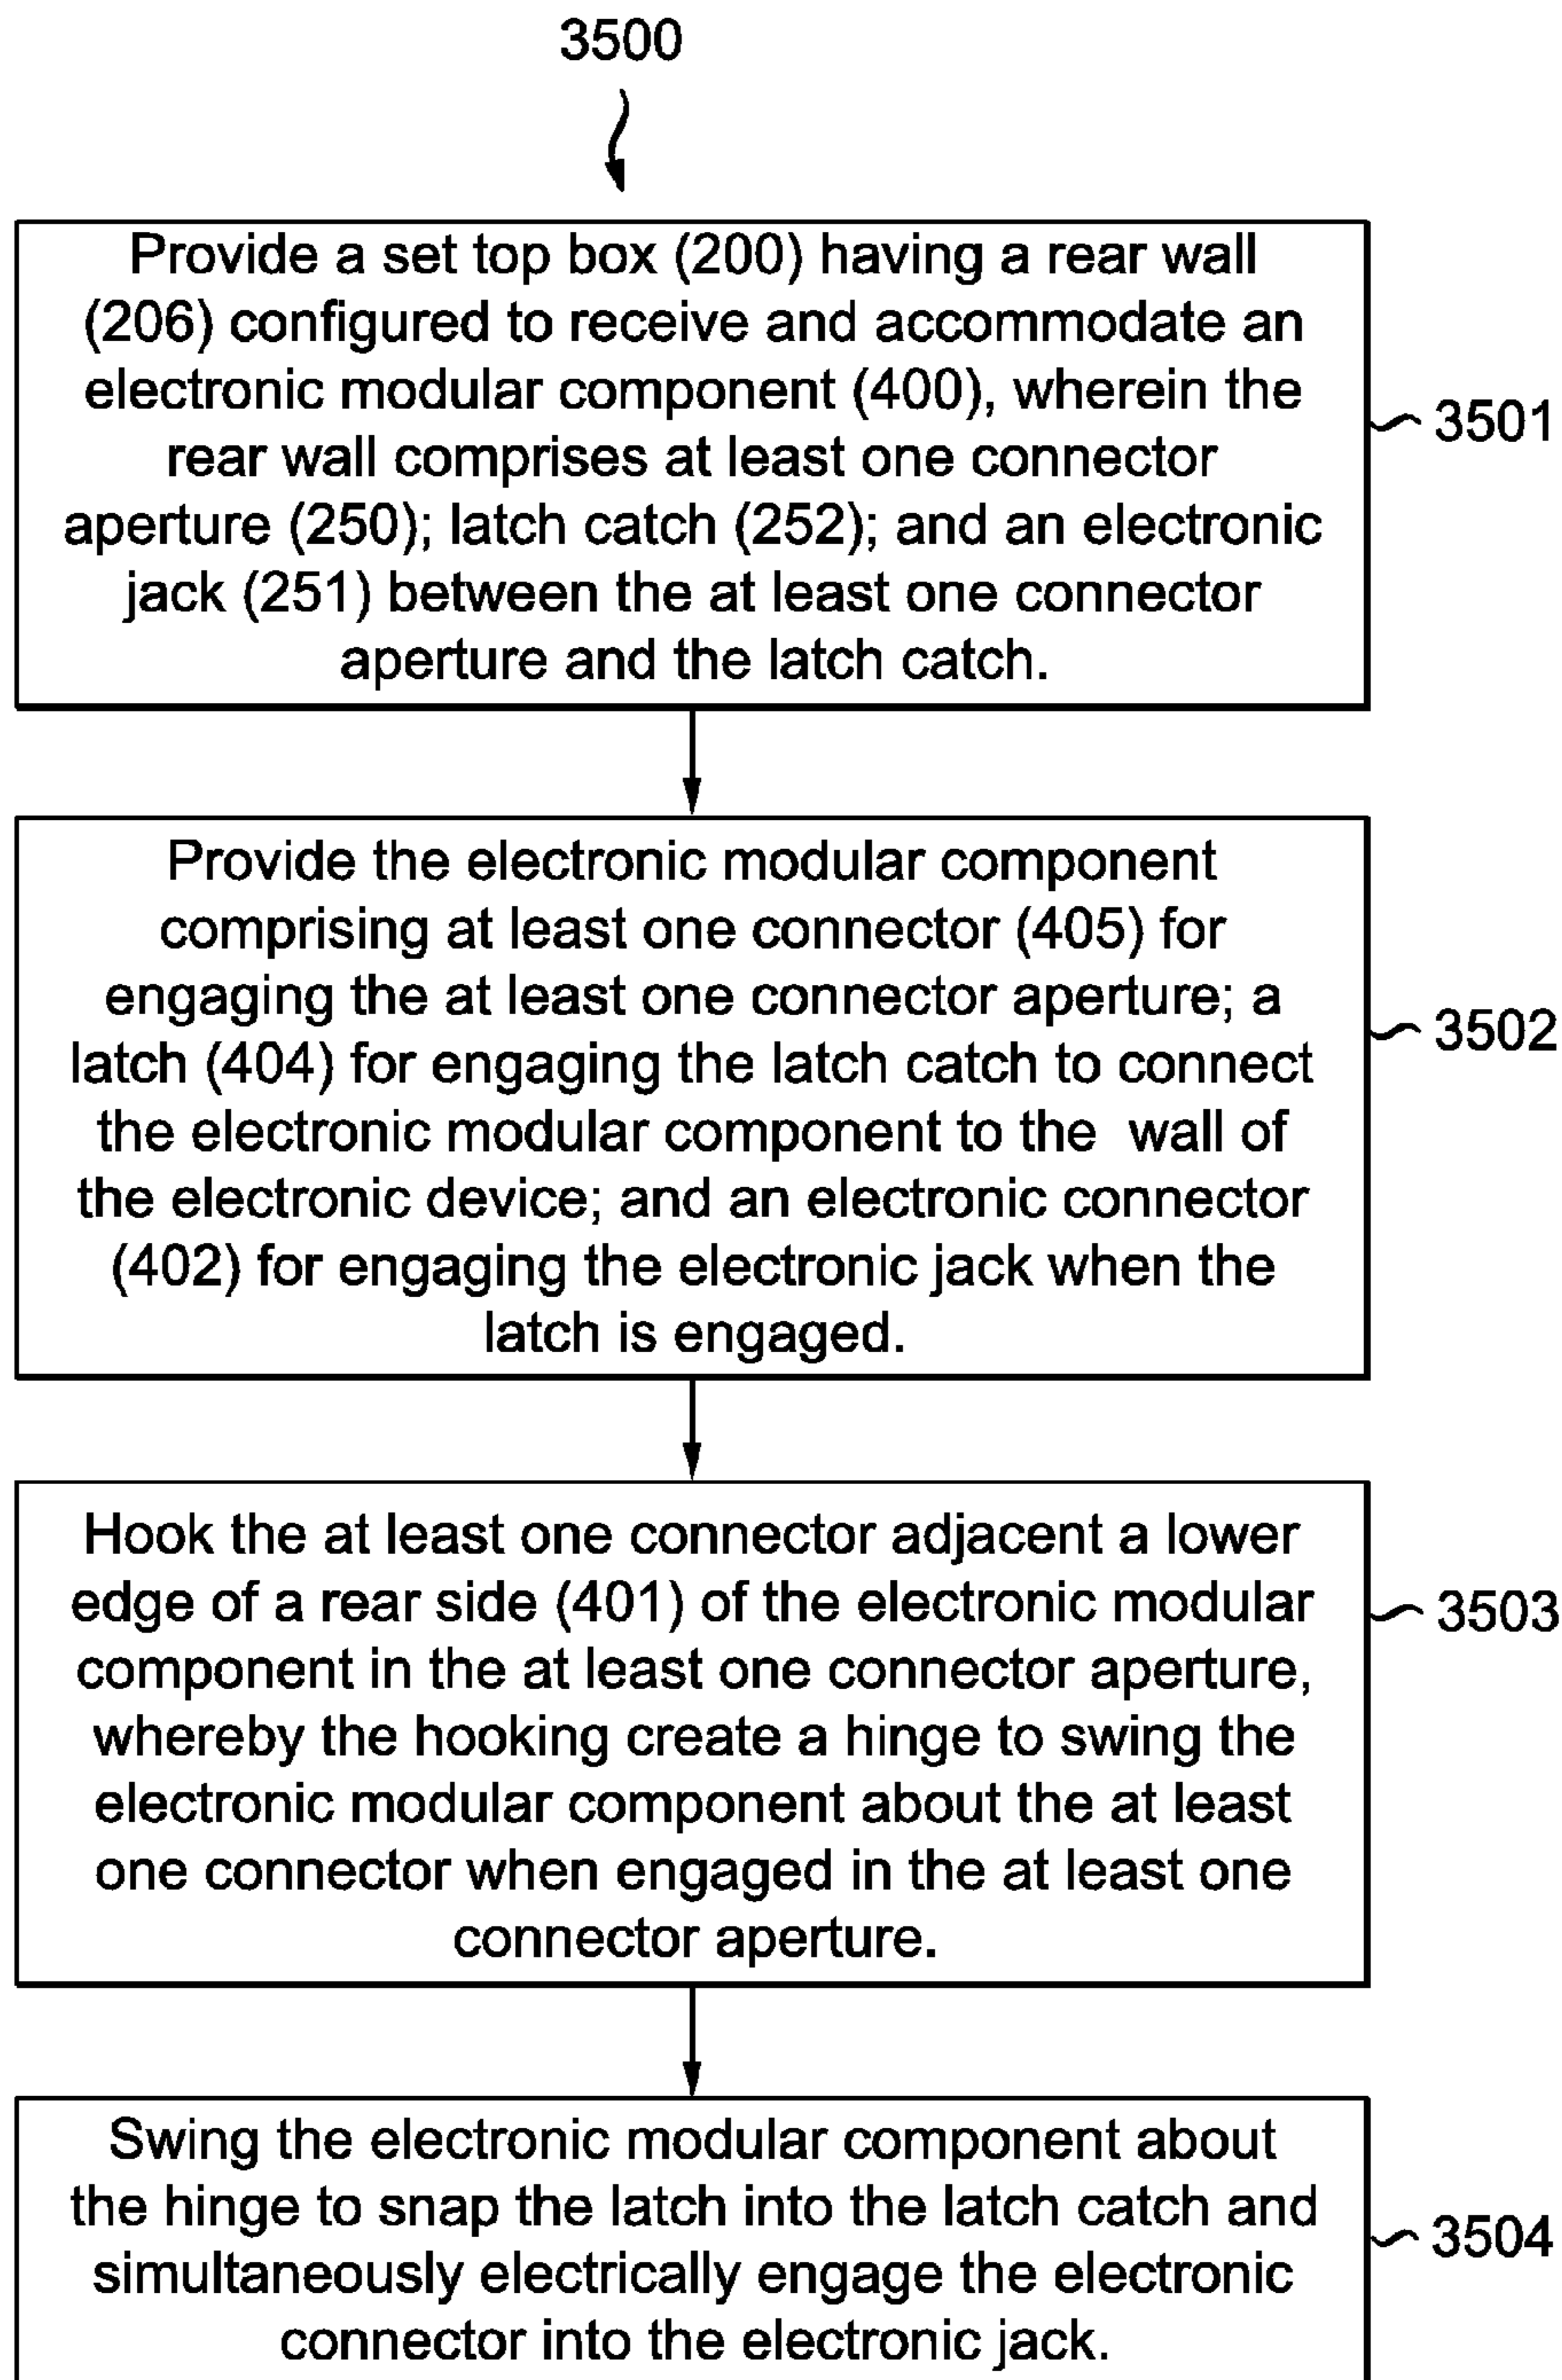 3500
Provide a set top box (200) having a rear wall
(206) configured to receive and accommodate an
electronic modular component (400), wherein the
rear wall comprises at least one connector
aperture (250); latch catch (252); and an electronic
jack (251) between the at least one connector
aperture and the latch catch.
3501
Provide the electronic modular component
comprising at least one connector (405) for
engaging the at least one connector aperture; a
latch (404) for engaging the latch catch to connect
the electronic modular component to the wall of
the electronic device; and an electronic connector
(402) for engaging the electronic jack when the
latch is engaged.
3502
Hook the at least one connector adjacent a lower
edge of a rear side (401) of the electronic modular
component in the at least one connector aperture,
whereby the hooking create a hinge to swing the
electronic modular component about the at least
one connector when engaged in the at least one
connector aperture.
3503
Swing the electronic modular component about
the hinge to snap the latch into the latch catch and
simultaneously electrically engage the electronic
connector into the electronic jack.
3504